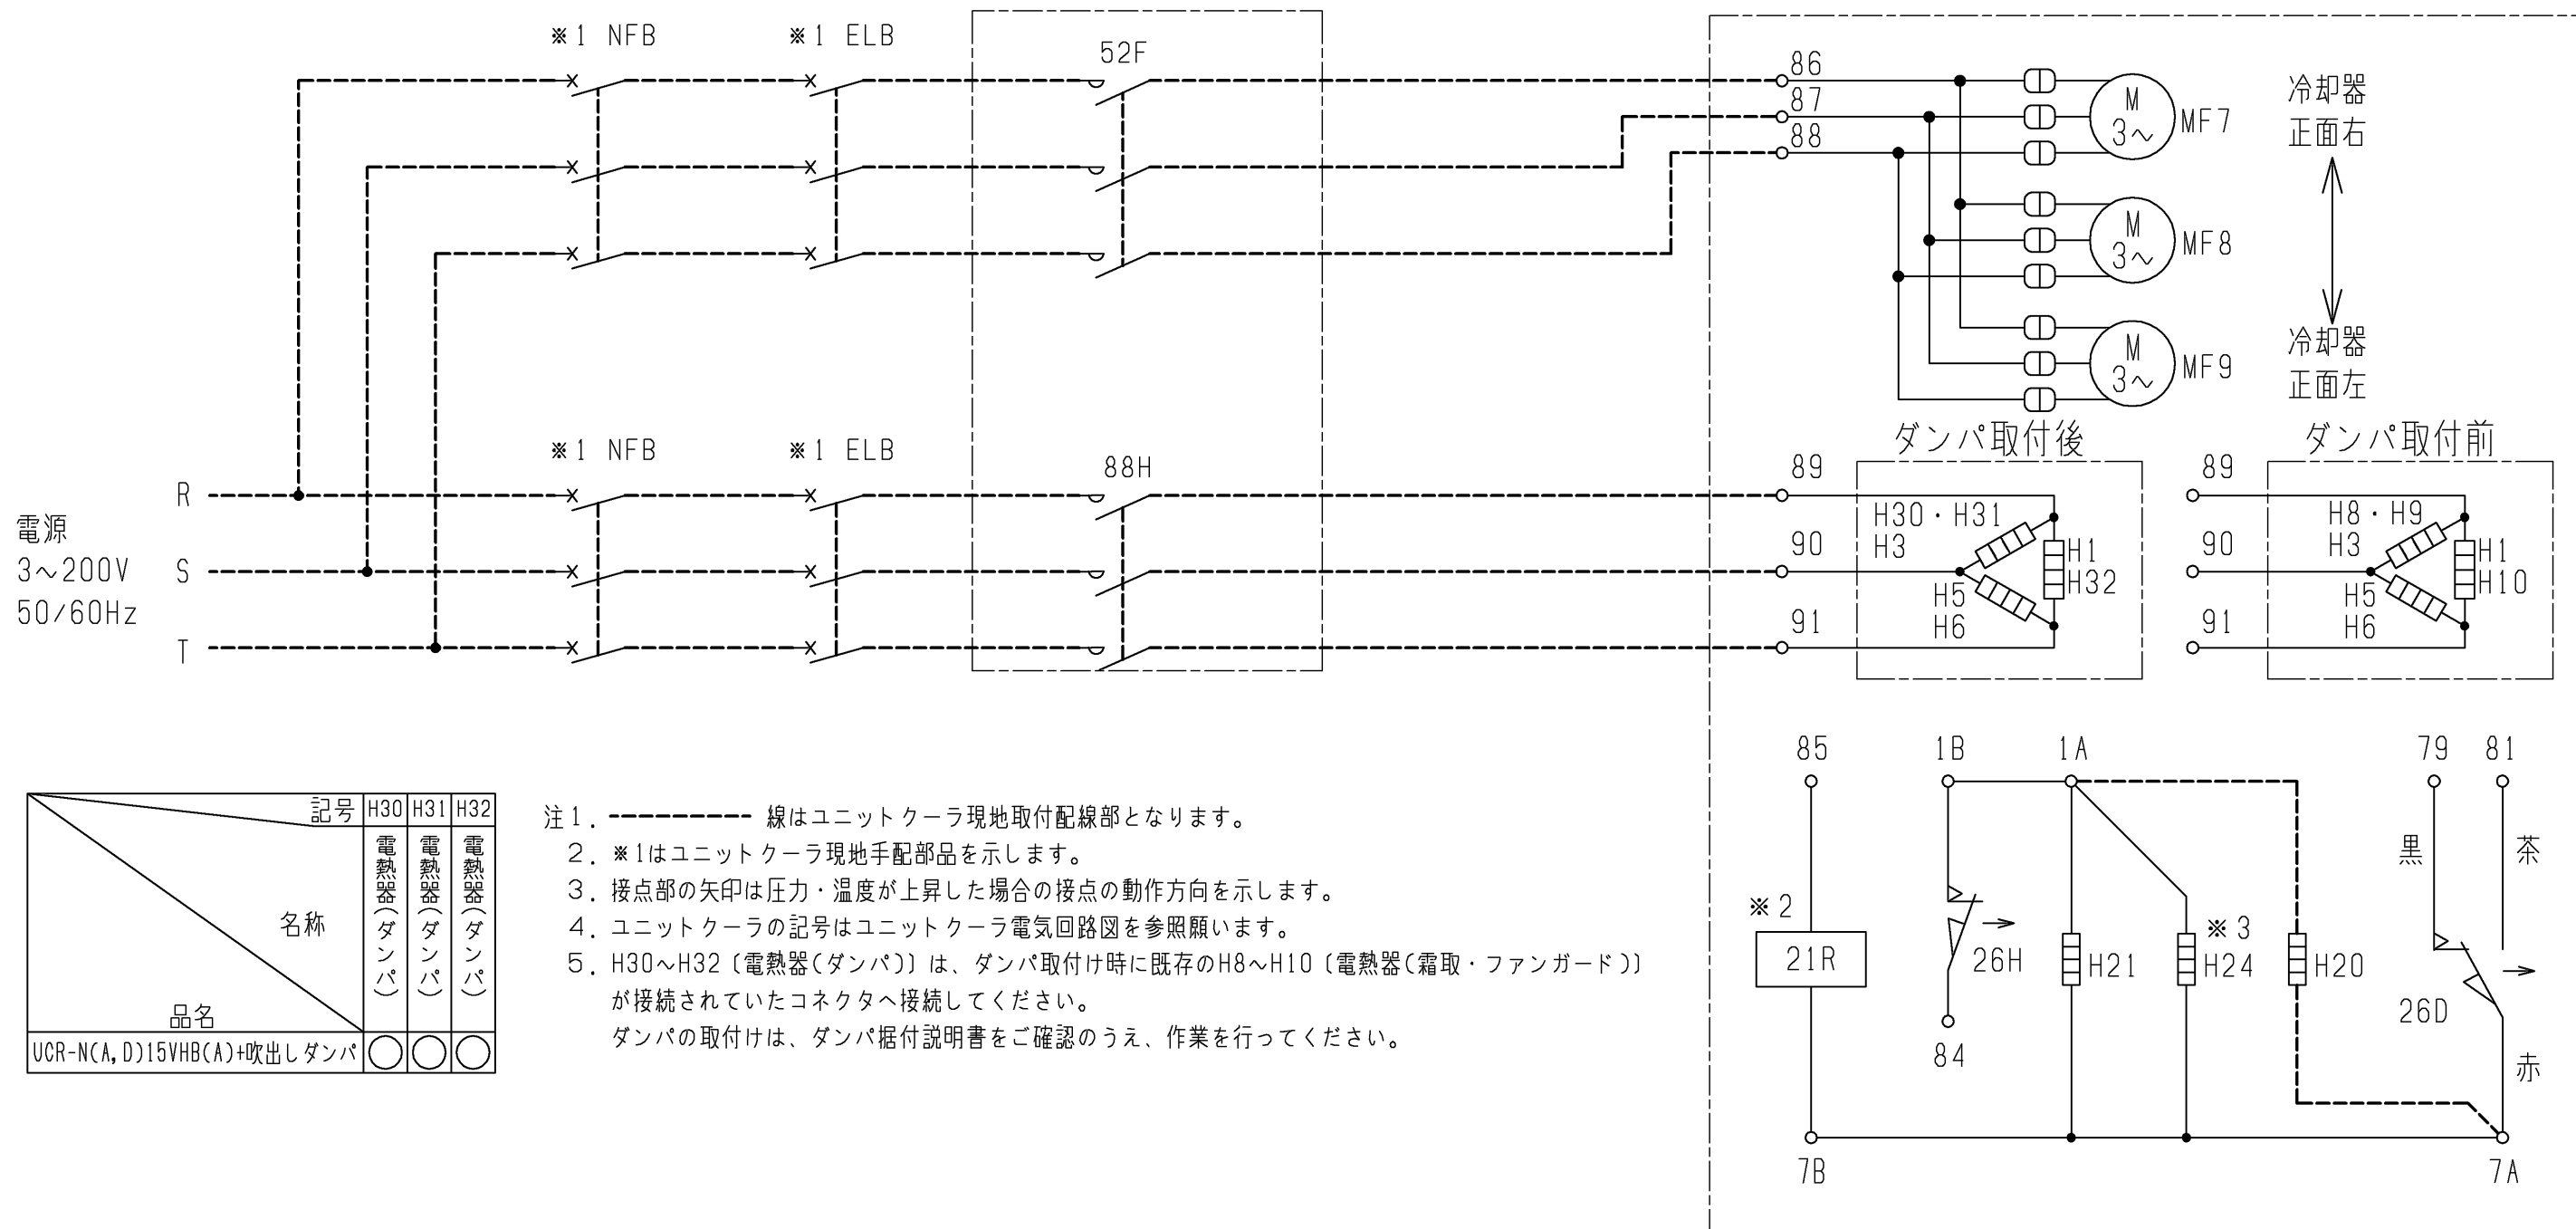 ※1 NFB
※1 ELB
52F
86
87
88
M
3～
MF7
M
3～
MF8
M
3～
MF9
冷却器
正面右
冷却器
正面左
※1 NFB
※1 ELB
88H
電源
3～200V
50/60Hz
R
S
T
ダンパ取付後
89
90
91
H30・H31
H3
H1
H32
H5
H6
ダンパ取付前
89
90
91
H8・H9
H3
H1
H10
H5
H6
85
1B
1A
79
81
黒
茶
※2
21R
26H
84
H21
※3
H24
H20
26D
赤
7B
7A
記号
H30
H31
H32
名称
電熱器(ダンパ)
電熱器(ダンパ)
電熱器(ダンパ)
品名
UCR-N(A,D)15VHB(A)+吹出しダンパ
○
○
○
注1. 線はユニットクーラ現地取付配線部となります。
2. ※1はユニットクーラ現地手配部品を示します。
3. 接点部の矢印は圧力・温度が上昇した場合の接点の動作方向を示します。
4. ユニットクーラの記号はユニットクーラ電気回路図を参照願います。
5. H30～H32〔電熱器(ダンパ)〕は、ダンパ取付け時に既存のH8～H10〔電熱器(霜取・ファンガード)〕
が接続されていたコネクタへ接続してください。
ダンパの取付けは、ダンパ据付説明書をご確認のうえ、作業を行ってください。